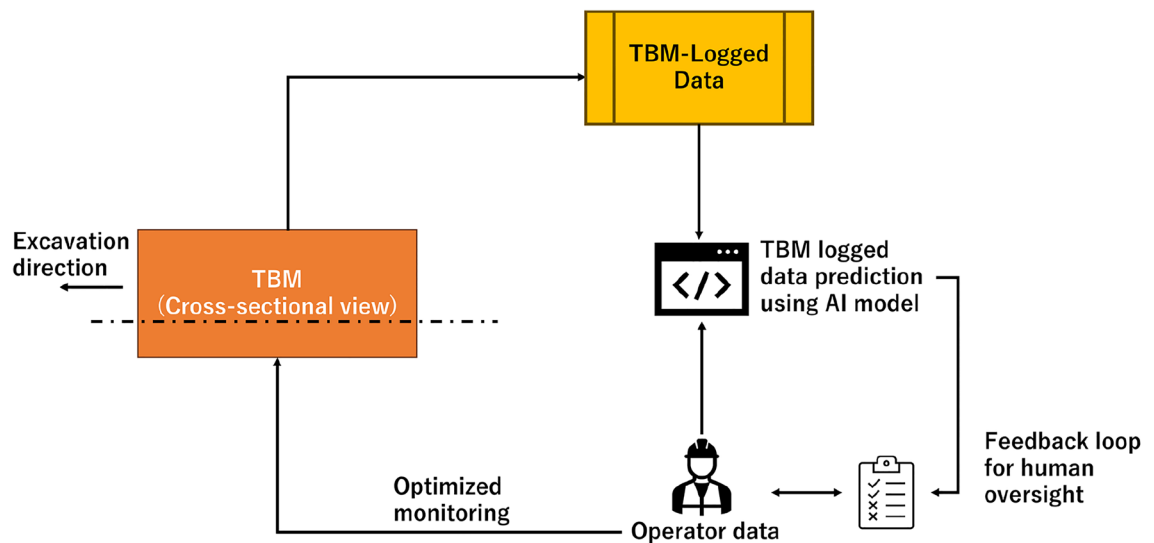 TBM-Logged
Data
Excavation
direction
TBM
(Cross-sectional view)
</>
TBM logged
data prediction
using AI model
Feedback loop
for human
oversight
Optimized
monitoring
Operator data